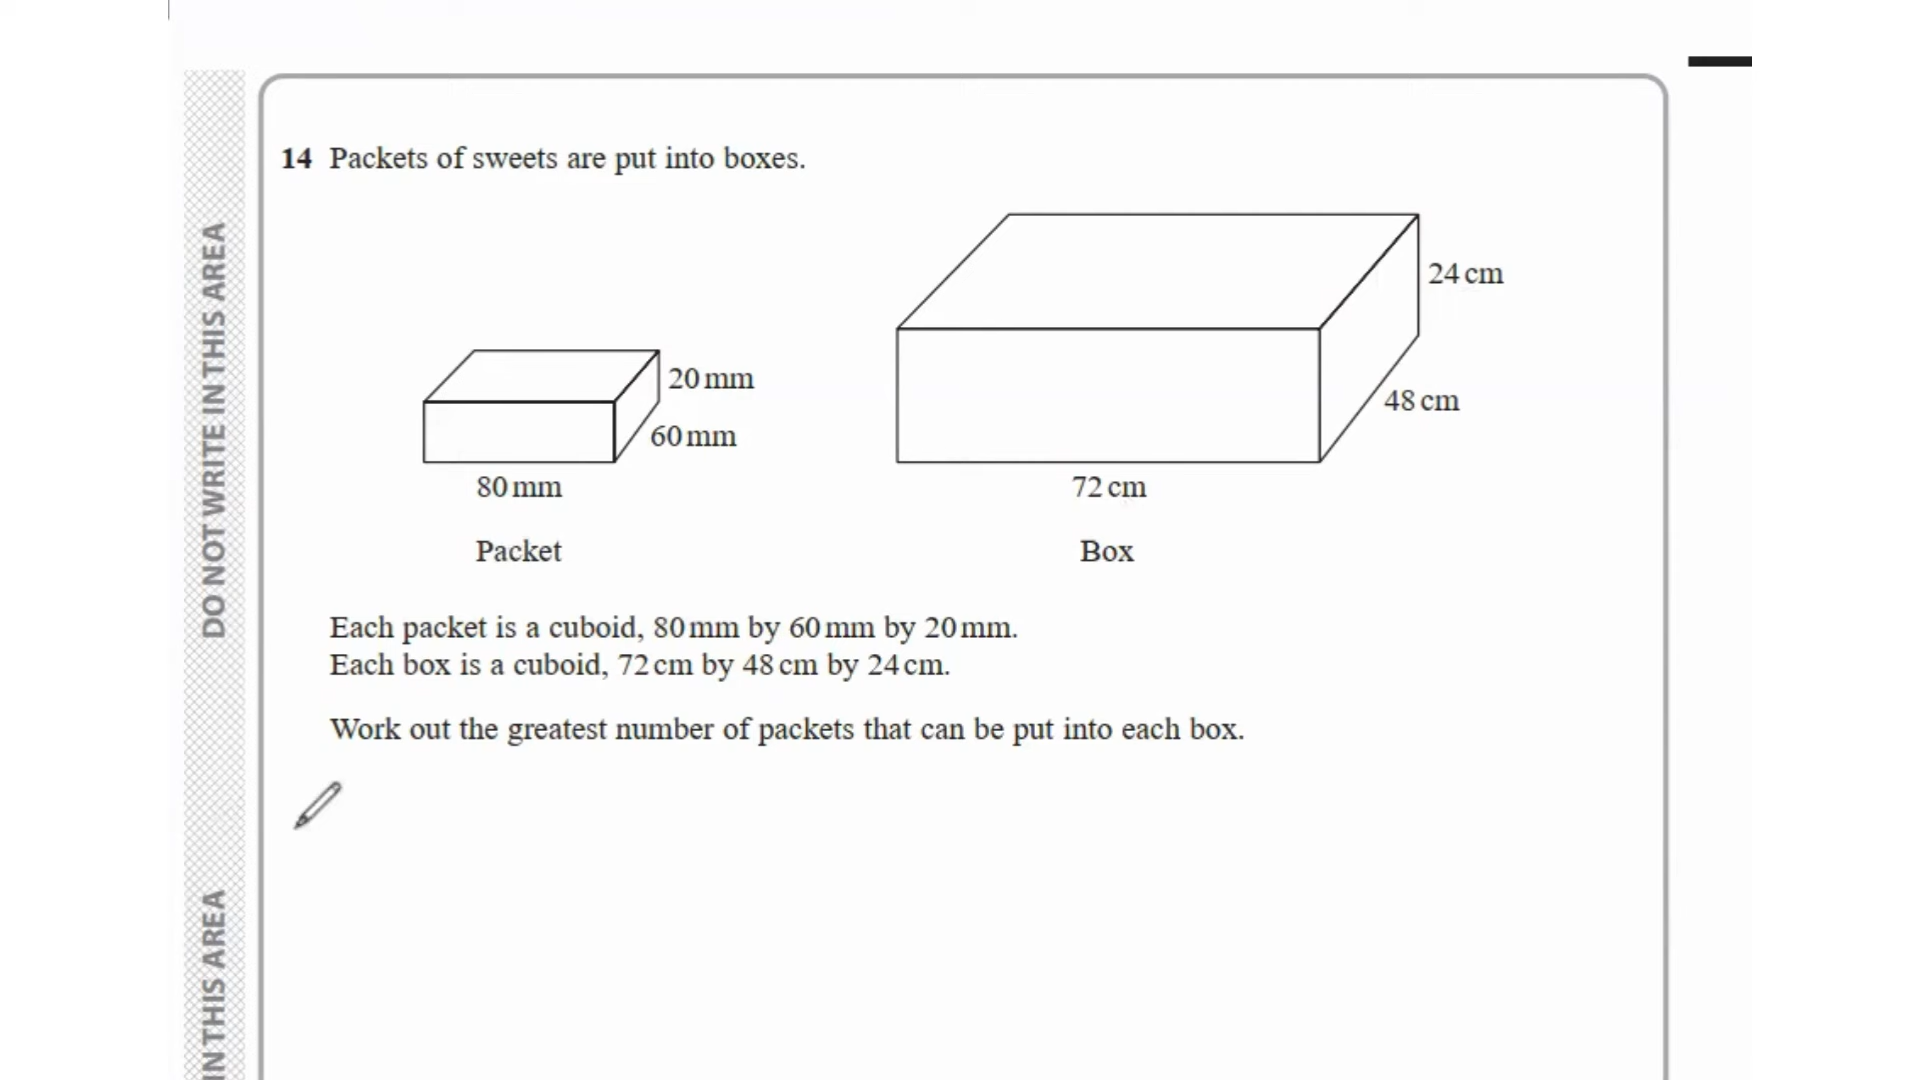 14 Packets of sweets are put into boxes.
24 cm
20 mm
48 cm
60 mm
80 mm
72 cm
Packet
Box
Each packet is a cuboid, 80 mm by 60 mm by 20 mm.
Each box is a cuboid, 72 cm by 48 cm by 24 cm.
Work out the greatest number of packets that can be put into each box.
DO NOT WRITE IN THIS AREA
IN THIS AREA